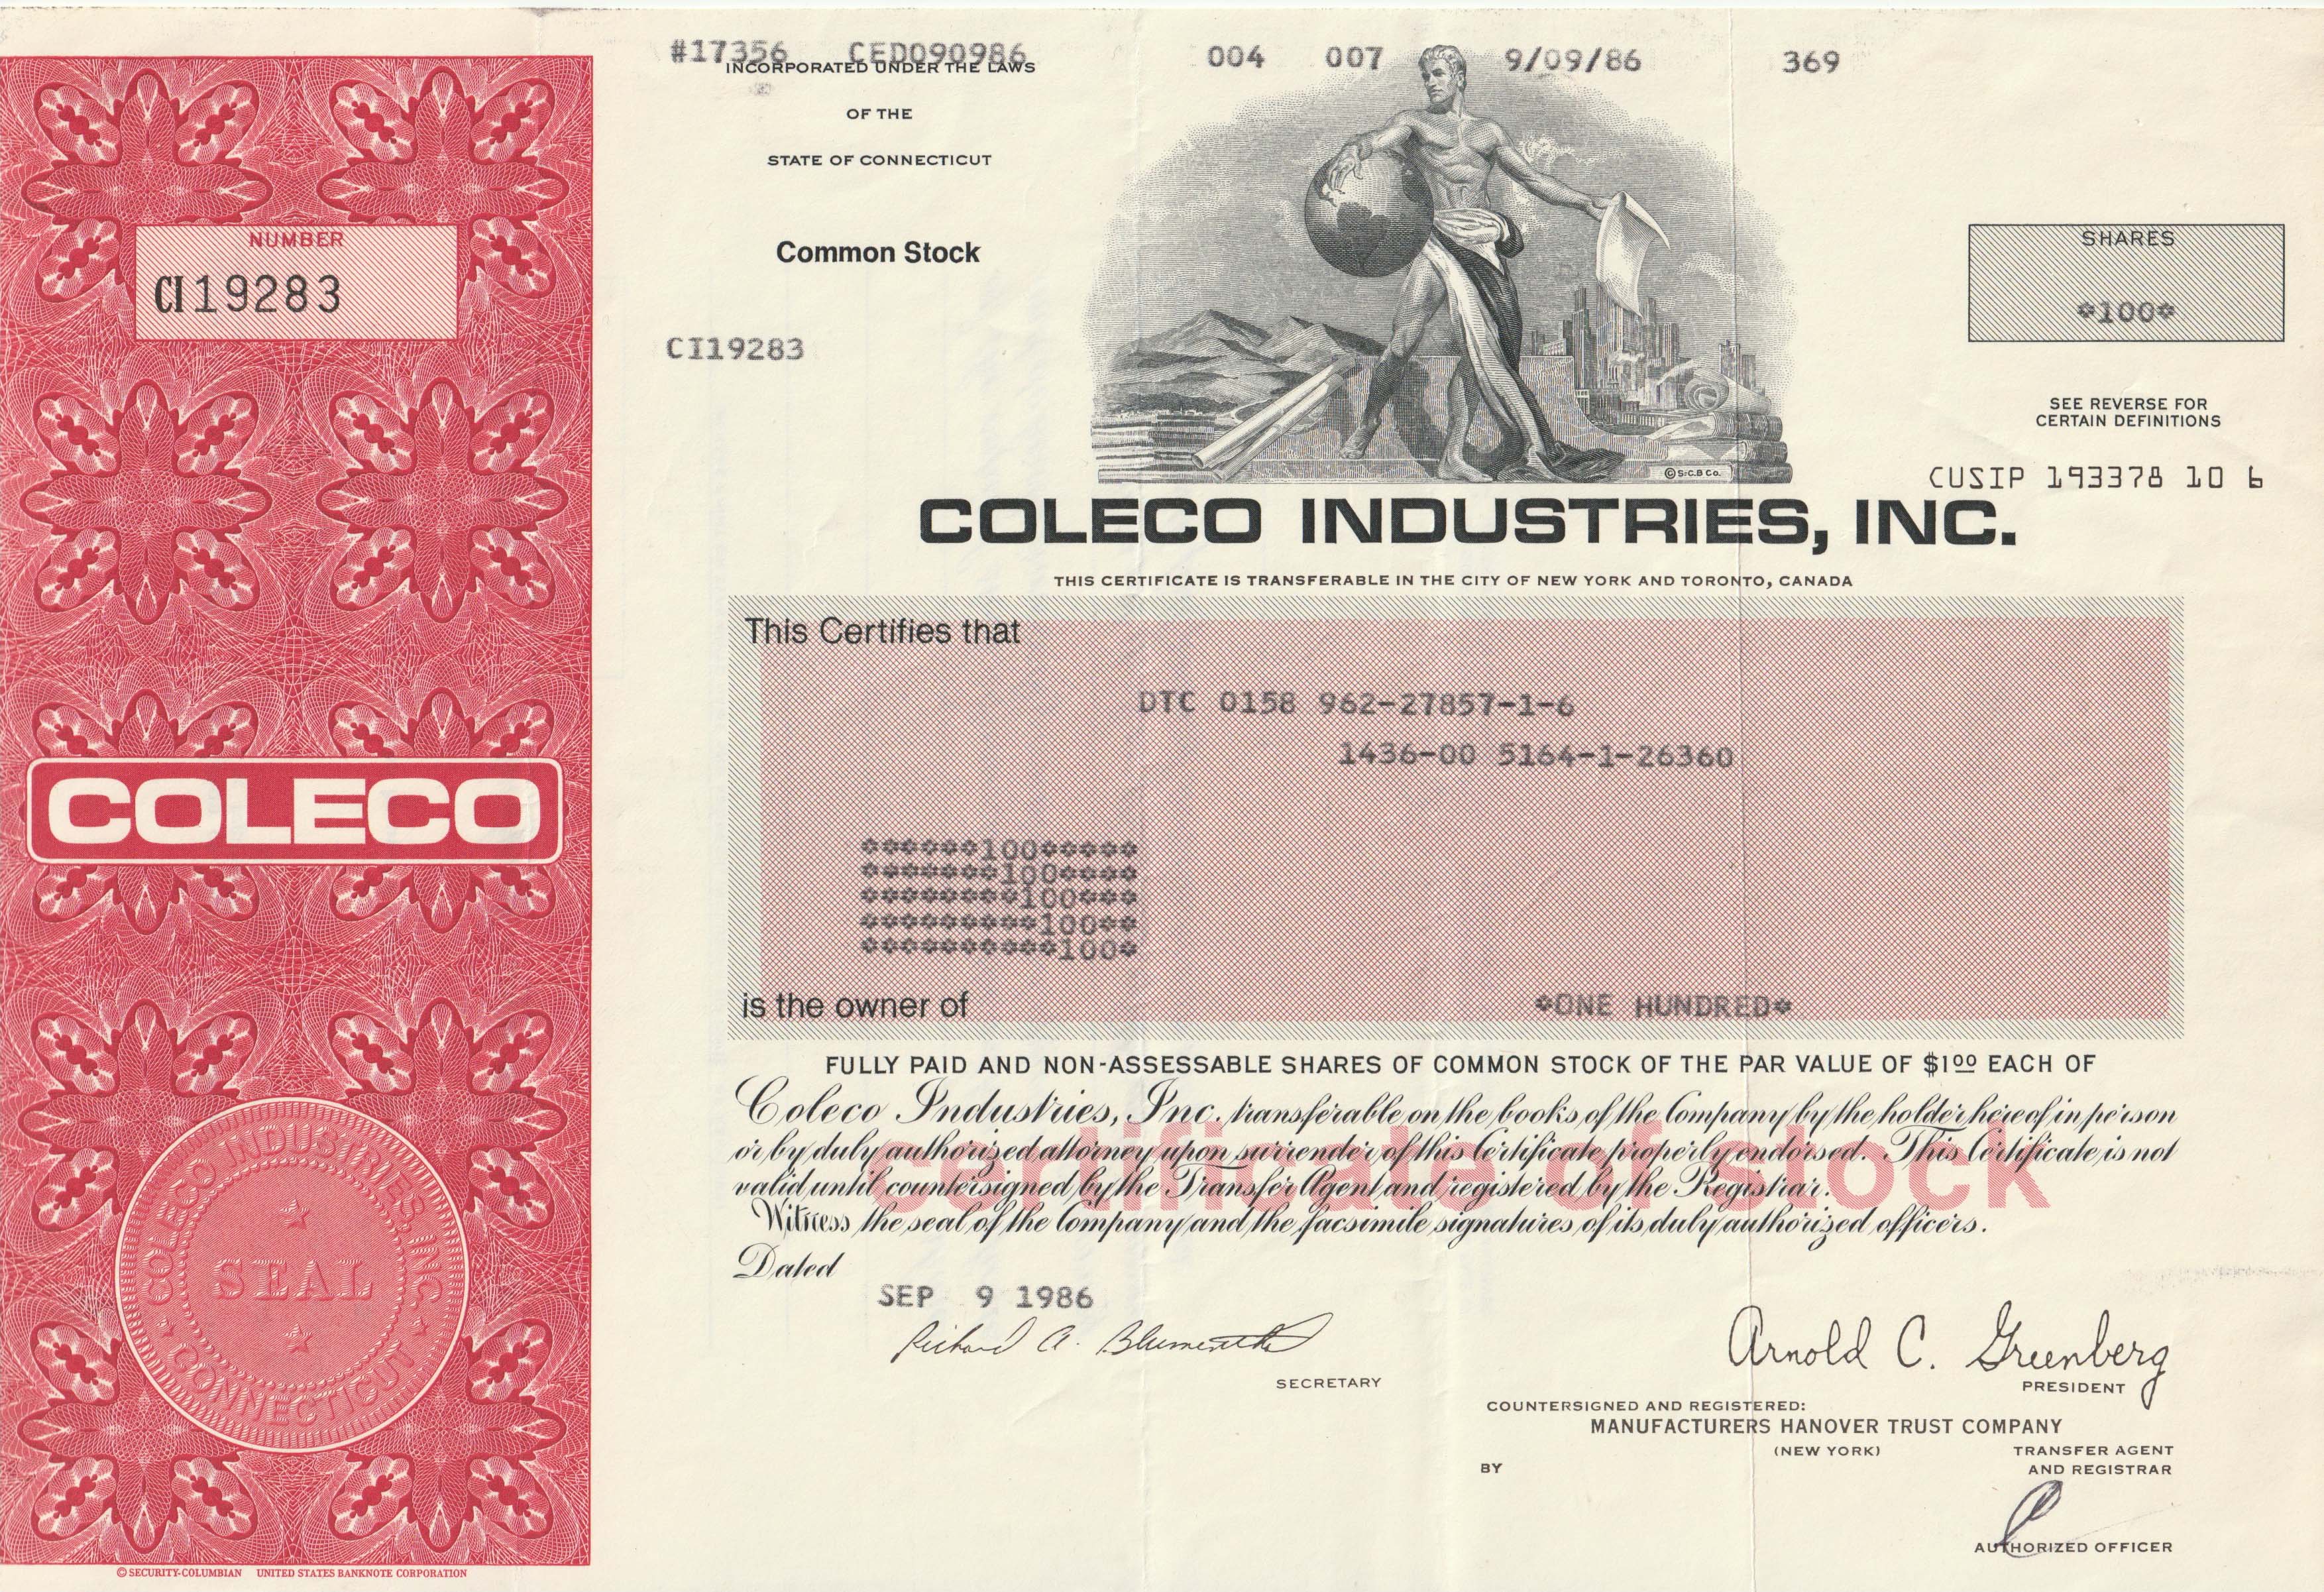 #17356 CED090986 004 007 9/09/86 369
INCORPORATED UNDER THE LAWS
OF THE
STATE OF CONNECTICUT
Common Stock
NUMBER
CI19283
CI19283
SHARES
*100*
SEE REVERSE FOR
CERTAIN DEFINITIONS
© S-C.B Co.
CUSIP 193378 10 6
COLECO INDUSTRIES, INC.
THIS CERTIFICATE IS TRANSFERABLE IN THE CITY OF NEW YORK AND TORONTO, CANADA
This Certifies that
DTC 0158 962-27857-1-6
1436-00 5164-1-26360
COLECO
******100*****
*******100****
********100***
*********100**
**********100*
is the owner of *ONE HUNDRED*
FULLY PAID AND NON-ASSESSABLE SHARES OF COMMON STOCK OF THE PAR VALUE OF $100 EACH OF
Coleco Industries, Inc. transferable on the books of the Company by the holder hereof in person
or by duly authorized attorney upon surrender of this Certificate properly endorsed. This Certificate is not
valid until countersigned by the Transfer Agent and registered by the Registrar.
Witness the seal of the Company and the facsimile signatures of its duly authorized officers.
certificate of stock
Dated
SEP 9 1986
COLECO INDUSTRIES, INC.
SEAL
CONNECTICUT
Richard A.
SECRETARY
Arnold C. Greenberg
PRESIDENT
COUNTERSIGNED AND REGISTERED:
MANUFACTURERS HANOVER TRUST COMPANY
(NEW YORK) TRANSFER AGENT
BY AND REGISTRAR
AUTHORIZED OFFICER
© SECURITY-COLUMBIAN UNITED STATES BANKNOTE CORPORATION